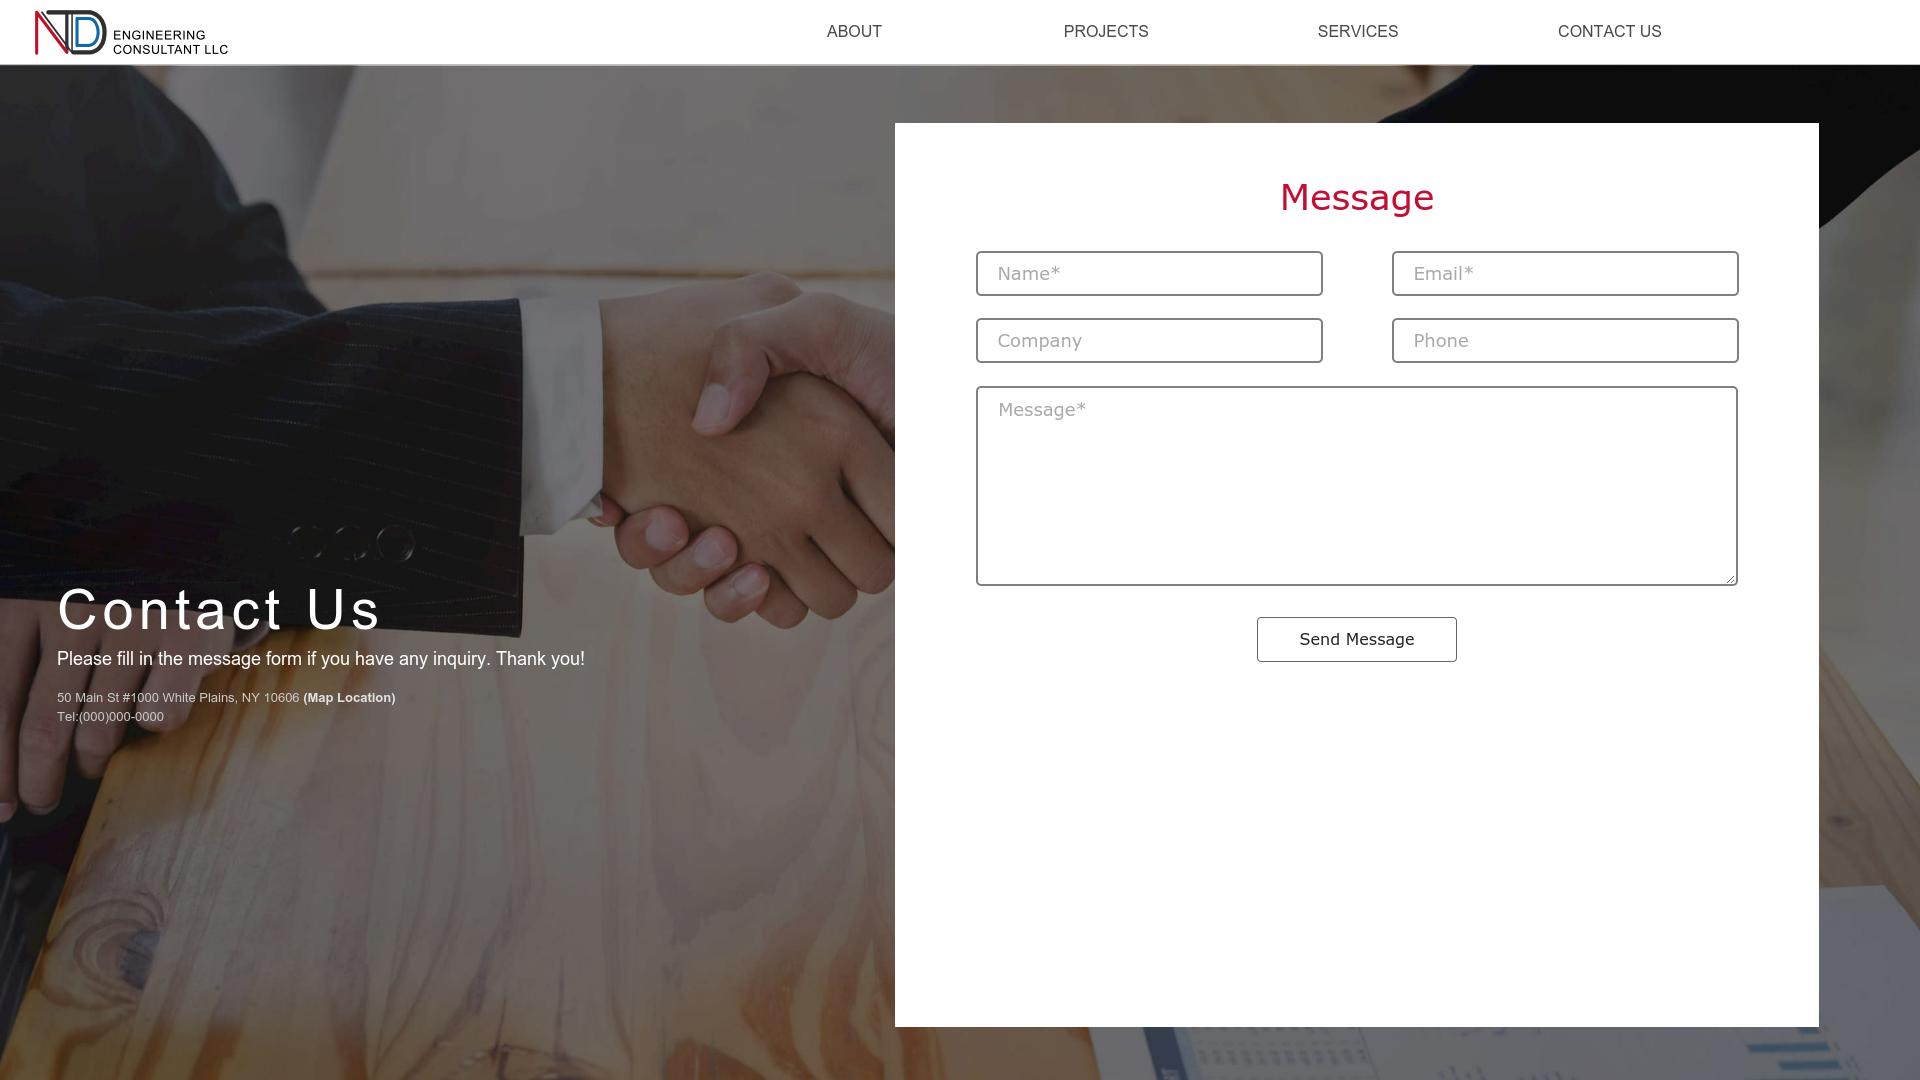 NTD ENGINEERING
CONSULTANT LLC
ABOUT
PROJECTS
SERVICES
CONTACT US
Contact Us
Please fill in the message form if you have any inquiry. Thank you!
50 Main St #1000 White Plains, NY 10606 (Map Location)
Tel:(000)000-0000
Message
Name*
Email*
Company
Phone
Message*
Send Message